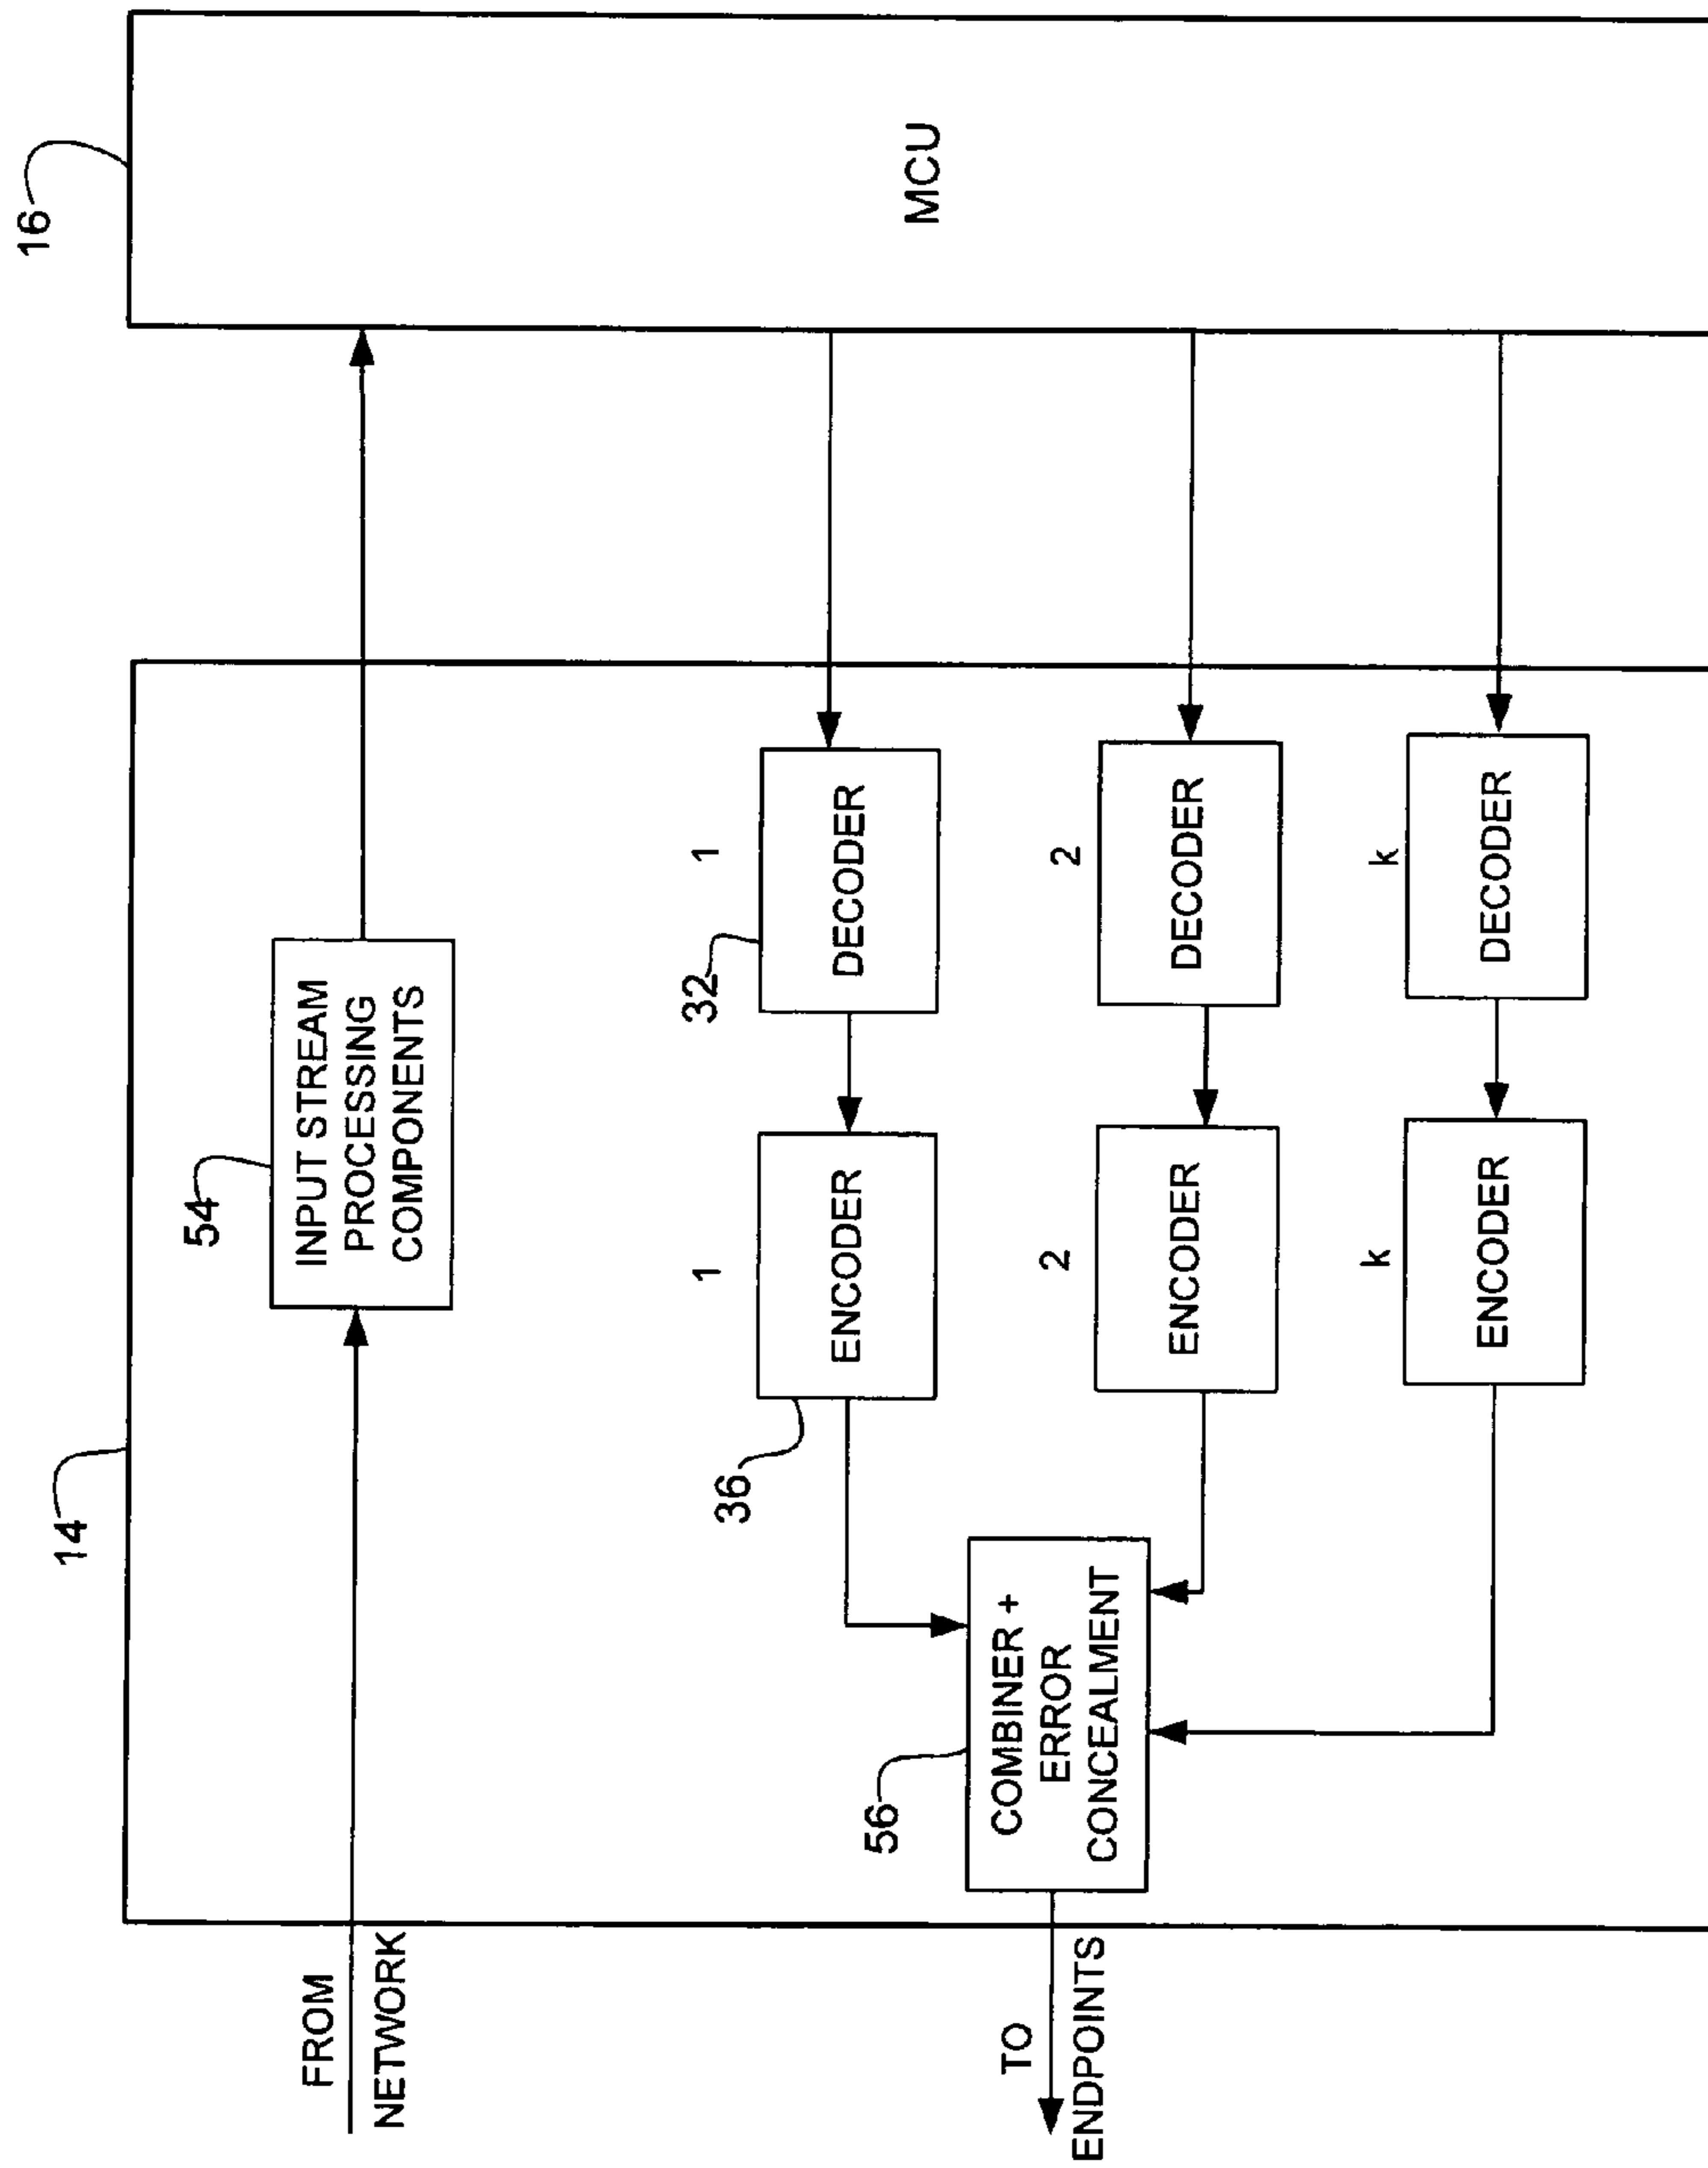 14
16
FROM
NETWORK
54
INPUT STREAM
PROCESSING
COMPONENTS
MCU
36
1
ENCODER
32
1
DECODER
56
COMBINER +
ERROR
CONCEALMENT
TO
ENDPOINTS
2
ENCODER
2
DECODER
k
ENCODER
k
DECODER